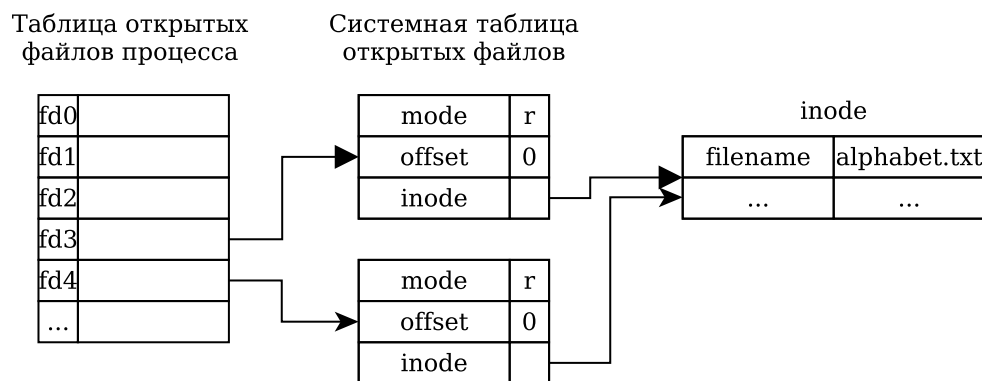 Таблица открытых
файлов процесса
Системная таблица
открытых файлов
fd0
fd1
fd2
fd3
fd4
...
mode r
offset 0
inode
mode r
offset 0
inode
inode
filename alphabet.txt
... ...